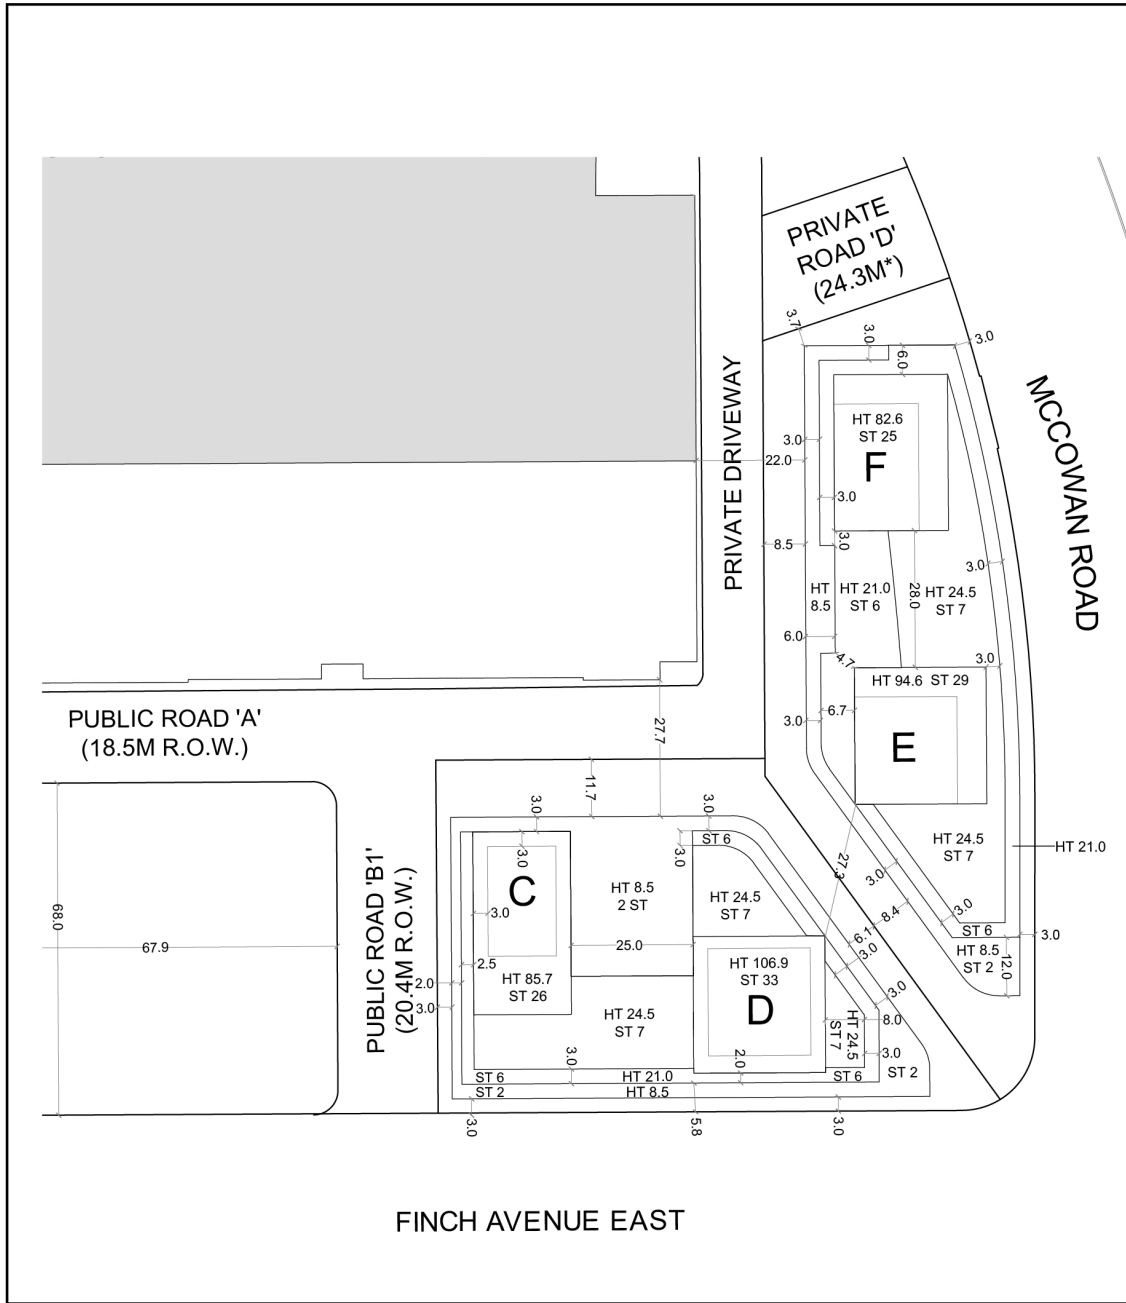 PRIVATE
ROAD 'D'
(24.3M*)
3.7
3.0
6.0
3.0
MCCOWAN ROAD
PRIVATE DRIVEWAY
HT 82.6
ST 25
F
3.0
22.0
3.0
8.5
3.0
3.0
HT
8.5
HT 21.0
ST 6
28.0
HT 24.5
ST 7
6.0
4.7
3.0
HT 94.6 ST 29
6.7
3.0
E
PUBLIC ROAD 'A'
(18.5M R.O.W.)
27.7
11.7
3.0
3.0
3.0
ST 6
3.0
HT 24.5
ST 7
HT 21.0
27.3
3.0
C
HT 8.5
2 ST
HT 24.5
ST 7
3.0
8.4
3.0
68.0
67.9
PUBLIC ROAD 'B1'
(20.4M R.O.W.)
25.0
6.1
3.0
ST 6
HT 8.5
ST 2
3.0
12.0
2.5
2.0
3.0
HT 85.7
ST 26
HT 106.9
ST 33
D
3.0
HT 24.5
ST 7
HT 24.5
ST 7
8.0
3.0
3.0
2.0
ST 6
HT 21.0
ST 6
ST 2
ST 2
HT 8.5
3.0
5.8
3.0
FINCH AVENUE EAST